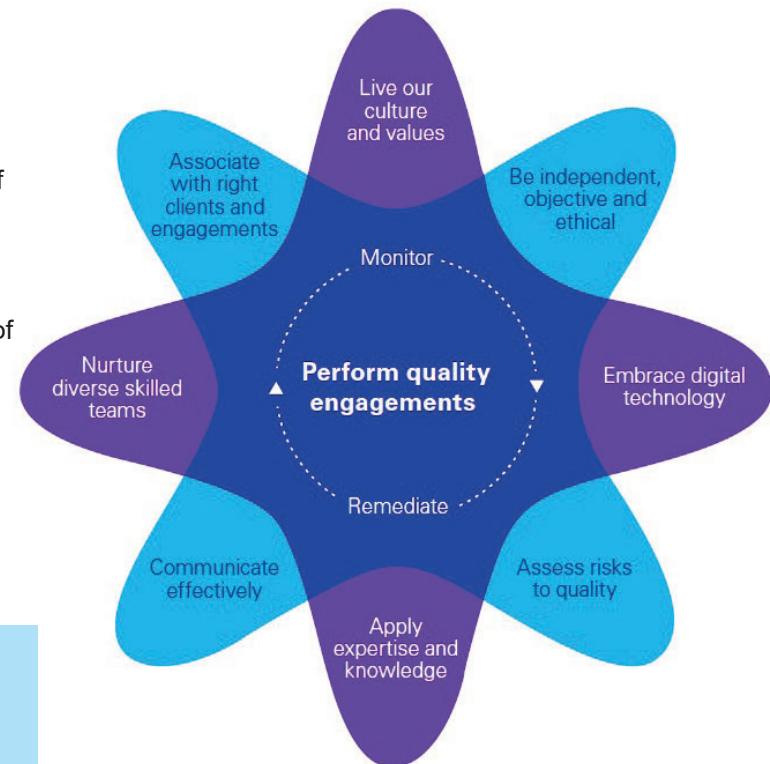 Live our
culture
and values
Associate
with right
clients and
engagements
Be independent,
objective and
ethical
f
Monitor
of
Nurture
diverse skilled
teams
Perform quality
engagements
Embrace digital
technology
Remediate
Communicate
effectively
Assess risks
to quality
Apply
expertise and
knowledge